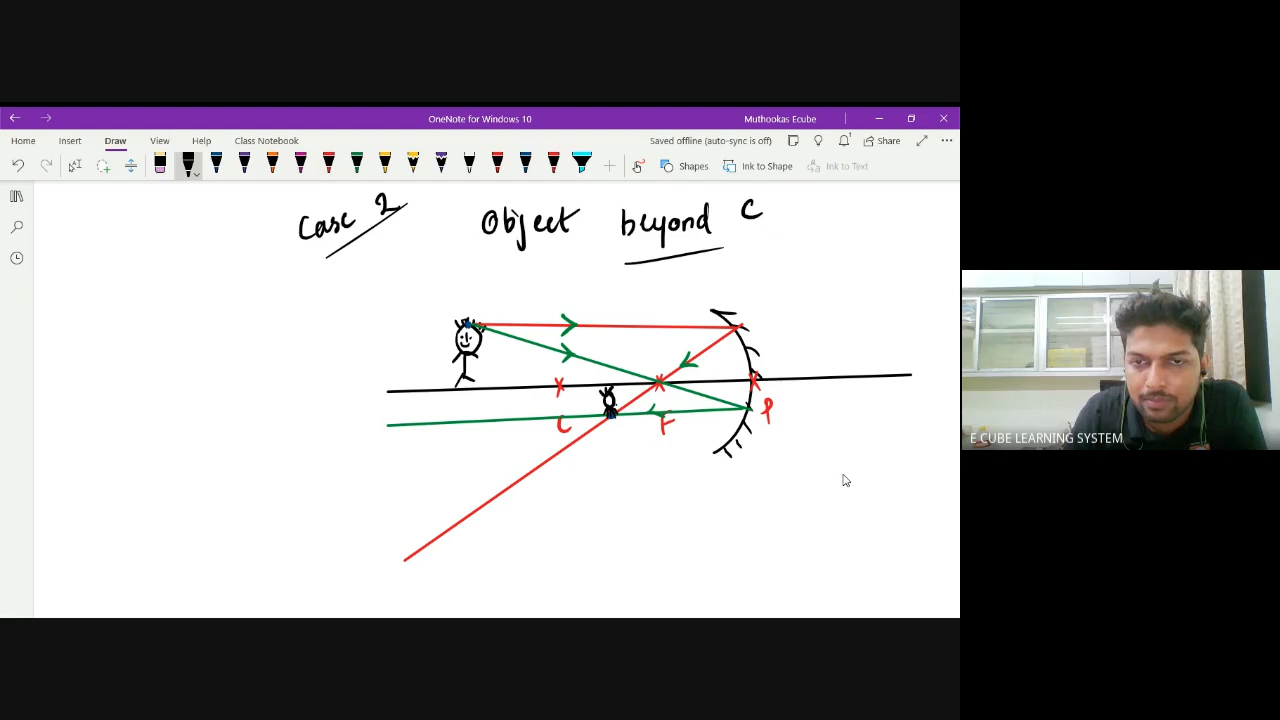 OneNote for Windows 10
Muthookas Ecube
Home Insert Draw View Help Class Notebook
Saved offline (auto-sync is off)
Share
Shapes
Ink to Shape
Ink to Text
Case 2 Object beyond C
C F P
E CUBE LEARNING SYSTEM